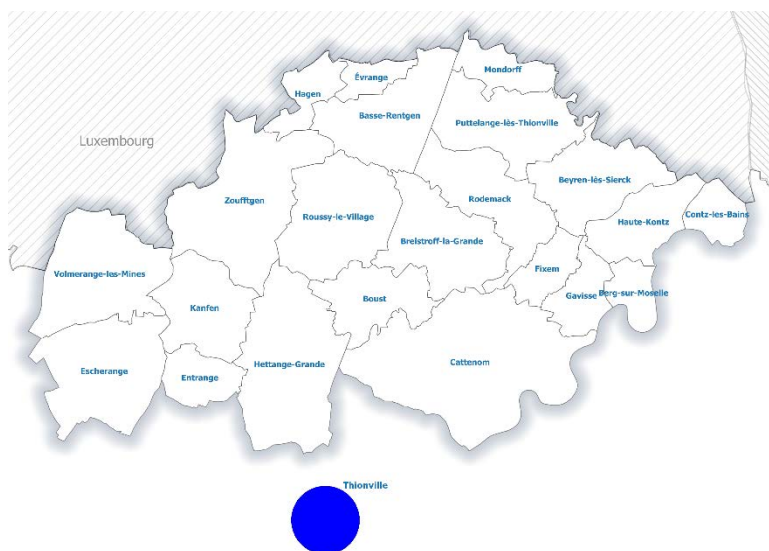 Mondorff
Évrange
Hagen
Basse-Rentgen
Puttelange-lès-Thionville
Luxembourg
Beyren-lès-Sierck
Zoufftgen
Rodemack
Roussy-le-Village
Contz-les-Bains
Haute-Kontz
Breistroff-la-Grande
Fixem
Volmerange-les-Mines
Berg-sur-Moselle
Gavisse
Boust
Kanfen
Cattenom
Hettange-Grande
Escherange
Entrange
Thionville